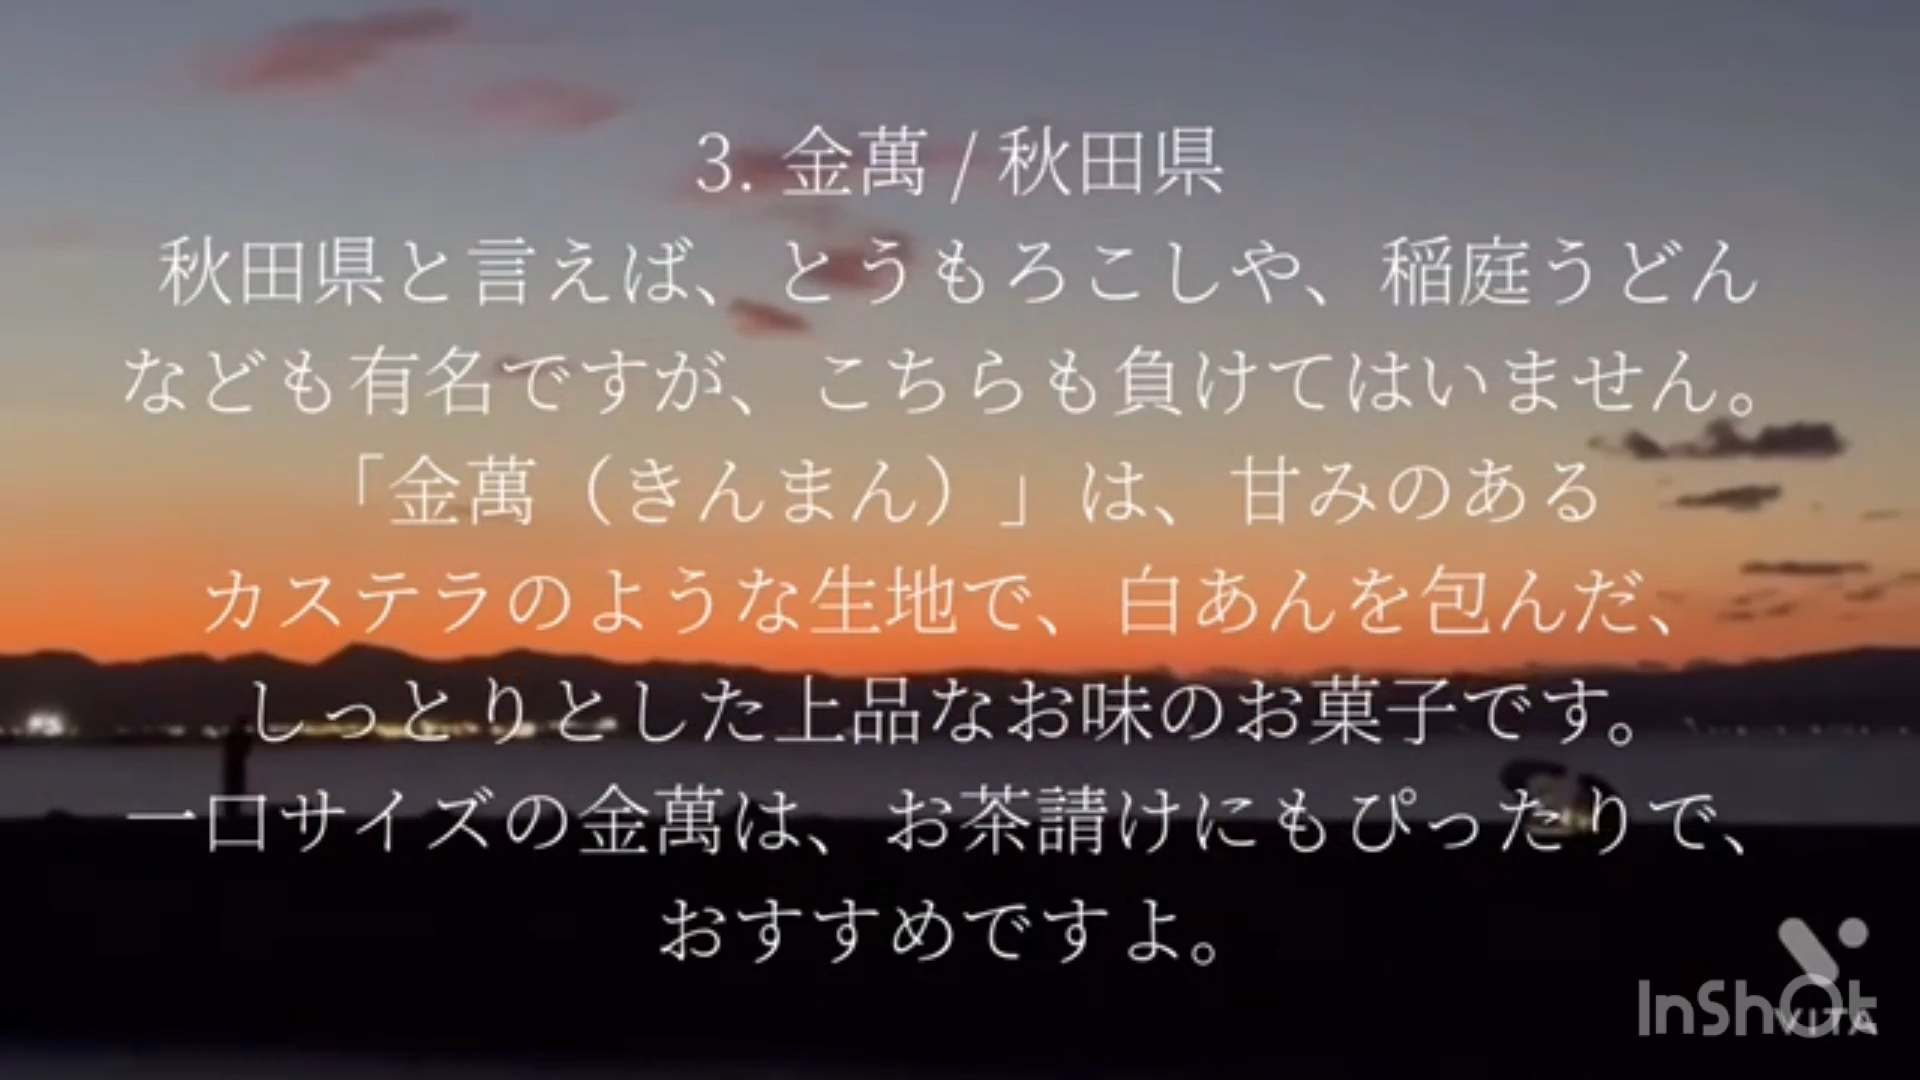 3. 金萬 / 秋田県
秋田県と言えば、とうもろこしや、稲庭うどん
なども有名ですが、こちらも負けてはいません。
「金萬（きんまん）」は、甘みのある
カステラのような生地で、白あんを包んだ、
しっとりとした上品なお味のお菓子です。
一口サイズの金萬は、お茶請けにもぴったりで、
おすすめですよ。
InShOt
VITA